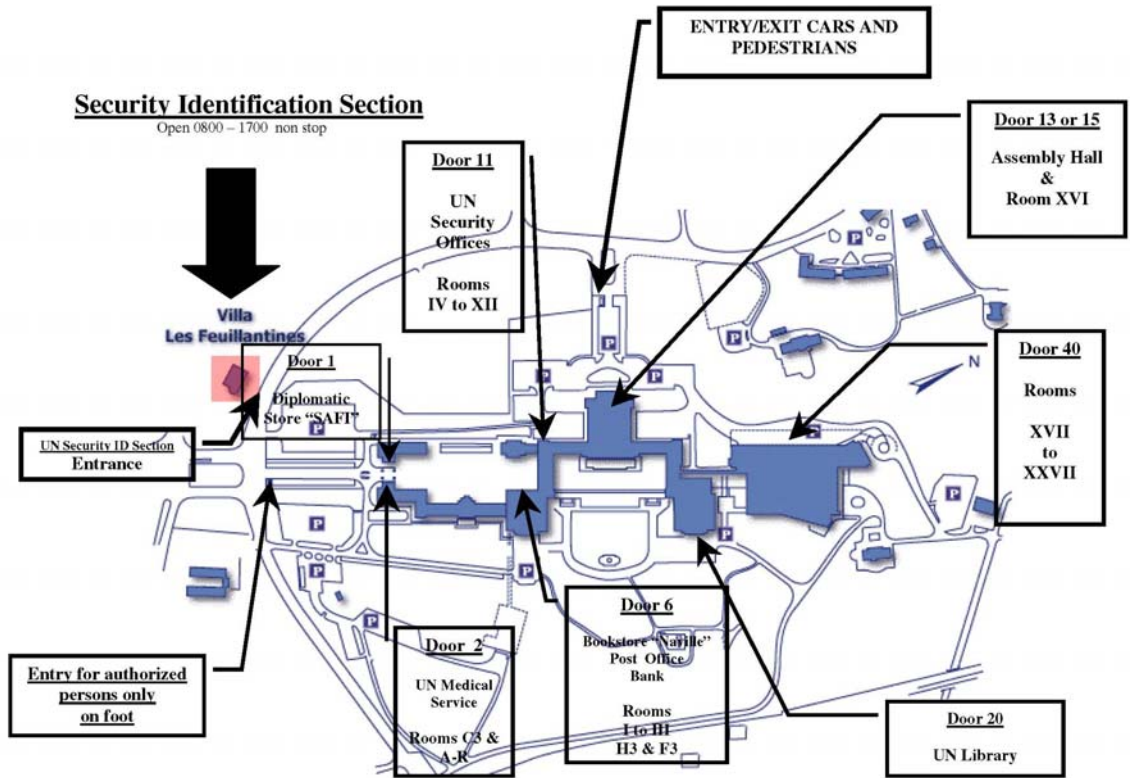 ENTRY/EXIT CARS AND
PEDESTRIANS
Security Identification Section
Open 0800 – 1700 non stop
Door 13 or 15
Assembly Hall
&
Room XVI
Door 11
UN
Security
Offices
Rooms
IV to XII
Villa
Les Feuillantines
Door 1
Diplomatic
Store “SAFI”
Door 40
Rooms
XVII
to
XXVII
N
UN Security ID Section
Entrance
P
P
P
P
P
P
P
P
P
P
P
P
P
P
Entry for authorized
persons only
on foot
Door 2
UN Medical
Service
Rooms C3 &
A-R
Door 6
Bookstore “Naville”
Post Office
Bank
Rooms
I to III
H3 & F3
Door 20
UN Library